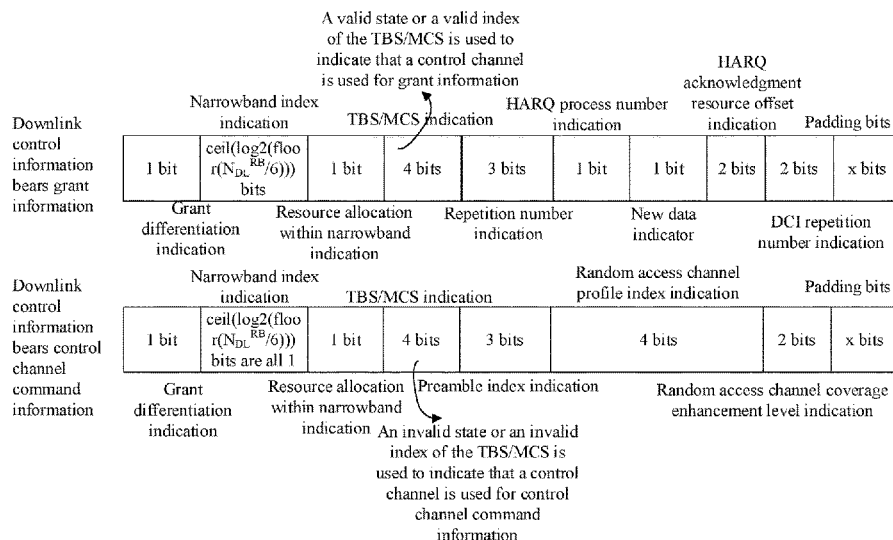 A valid state or a valid
index of the TBS/MCS
of the TBS/MCS is used to
indicate that a control channel
is used for grant information
HARQ
acknowledgment
resource offset
indication
Narrowband index
indication
TBS/MCS indication
HARQ process number
indication
Padding bits
Downlink
control
information
bears grant
information
1 bit
ceil(log2(floo
r(N_DL^RB/6)))
bits
1 bit
4 bits
3 bits
1 bit
1 bit
2 bits
2 bits
x bits
Grant
differentiation
indication
Resource allocation
within narrowband
indication
Repetition number
indication
New data
indicator
DCI repetition
number indication
Narrowband index
indication
TBS/MCS indication
Random access channel
profile index indication
Padding bits
Downlink
control
information
bears control
channel
command
information
1 bit
ceil(log2(floo
r(N_DL^RB/6)))
bits are all 1
1 bit
4 bits
3 bits
4 bits
2 bits
x bits
Grant
differentiation
indication
Resource allocation
within narrowband
indication
Preamble index indication
Random access channel coverage
enhancement level indication
An invalid state or an invalid
index of the TBS/MCS is
used to indicate that a control
channel is used for control
channel command
information